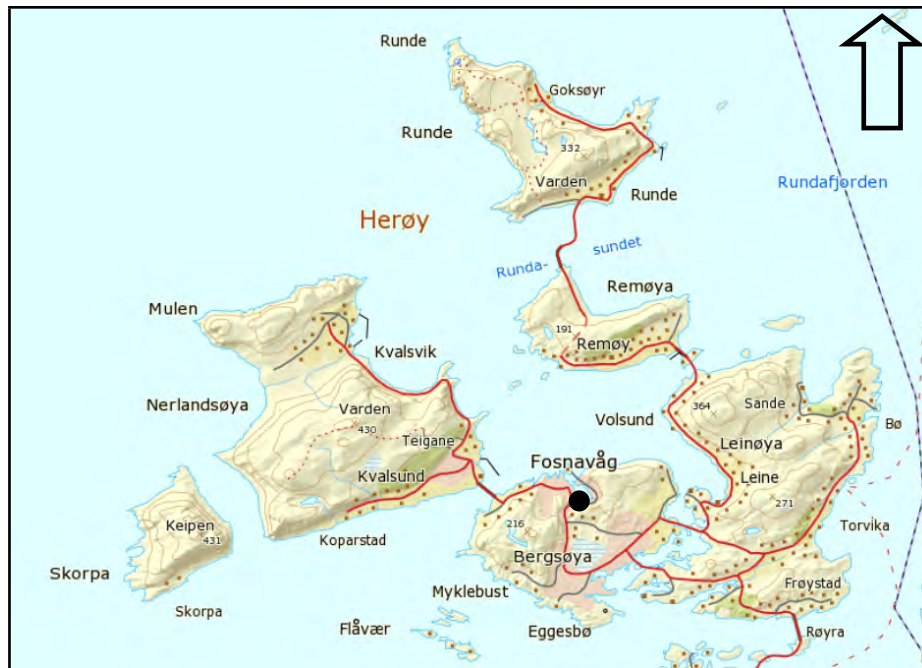 Runde
Goksøyr
Runde
332
Varden
Runde
Rundafjorden
Herøy
sundet
Runda-
Remøya
Mulen
191
Remøy
Kvalsvik
Nerlandsøya
Varden
430
Teigane
Volsund
364
Sande
Bø
Leinøya
Fosnavåg
Leine
Kvalsund
271
Keipen
431
Koparstad
216
Torvika
Bergsøya
Skorpa
Myklebust
Frøystad
Skorpa
Flåvær
Eggesbø
Røyra